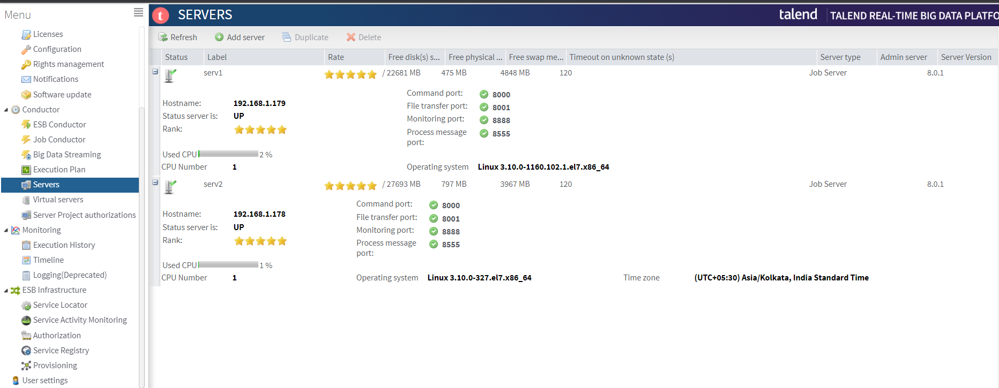 Menu
Licenses
Configuration
Rights management
Notifications
Software update
Conductor
ESB Conductor
Job Conductor
Big Data Streaming
Execution Plan
Servers
Virtual servers
Server Project authorizations
Monitoring
Execution History
Timeline
Logging(Deprecated)
ESB Infrastructure
Service Locator
Service Activity Monitoring
Authorization
Service Registry
Provisioning
User settings
t SERVERS talend TALEND REAL-TIME BIG DATA PLATFO
Refresh Add server Duplicate Delete
Status Label Rate Free disk(s) s... Free physical ... Free swap me... Timeout on unknown state (s) Server type Admin server Server Version
serv1 / 22681 MB 475 MB 4848 MB 120 Job Server 8.0.1
Hostname: 192.168.1.179
Status server is: UP
Rank:
Command port: 8000
File transfer port: 8001
Monitoring port: 8888
Process message 8555
port:
Used CPU 2 %
CPU Number 1 Operating system Linux 3.10.0-1160.102.1.el7.x86_64
serv2 / 27693 MB 797 MB 3967 MB 120 Job Server 8.0.1
Hostname: 192.168.1.178
Status server is: UP
Rank:
Command port: 8000
File transfer port: 8001
Monitoring port: 8888
Process message 8555
port:
Used CPU 1 %
CPU Number 1 Operating system Linux 3.10.0-327.el7.x86_64 Time zone (UTC+05:30) Asia/Kolkata, India Standard Time